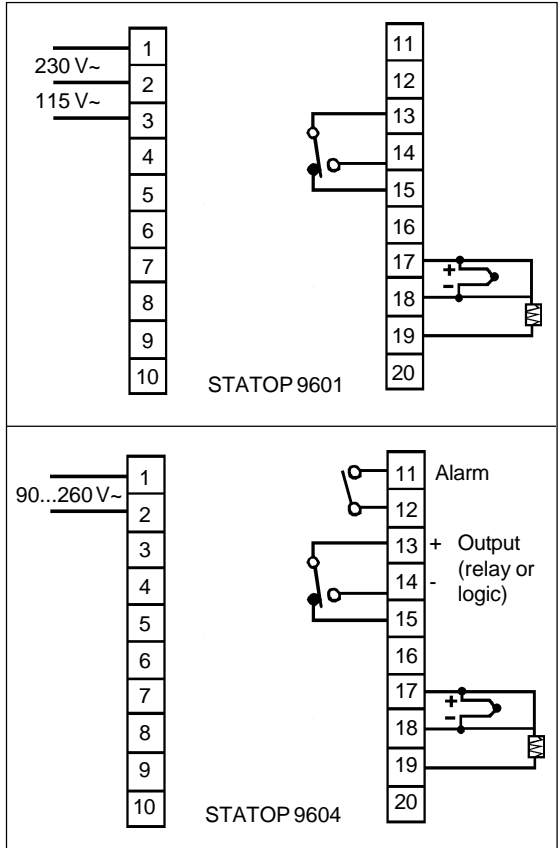 1 11
230 V~
2 12
115 V~
3 13
4 14
5 15
6 16
7 17
+
8 18
-
9 19
10 20
STATOP 9601
1 11 Alarm
90...260 V~
2 12
3 13 + Output
(relay or
4 14 - logic)
5 15
6 16
7 17
+
8 18
-
9 19
10 20
STATOP 9604